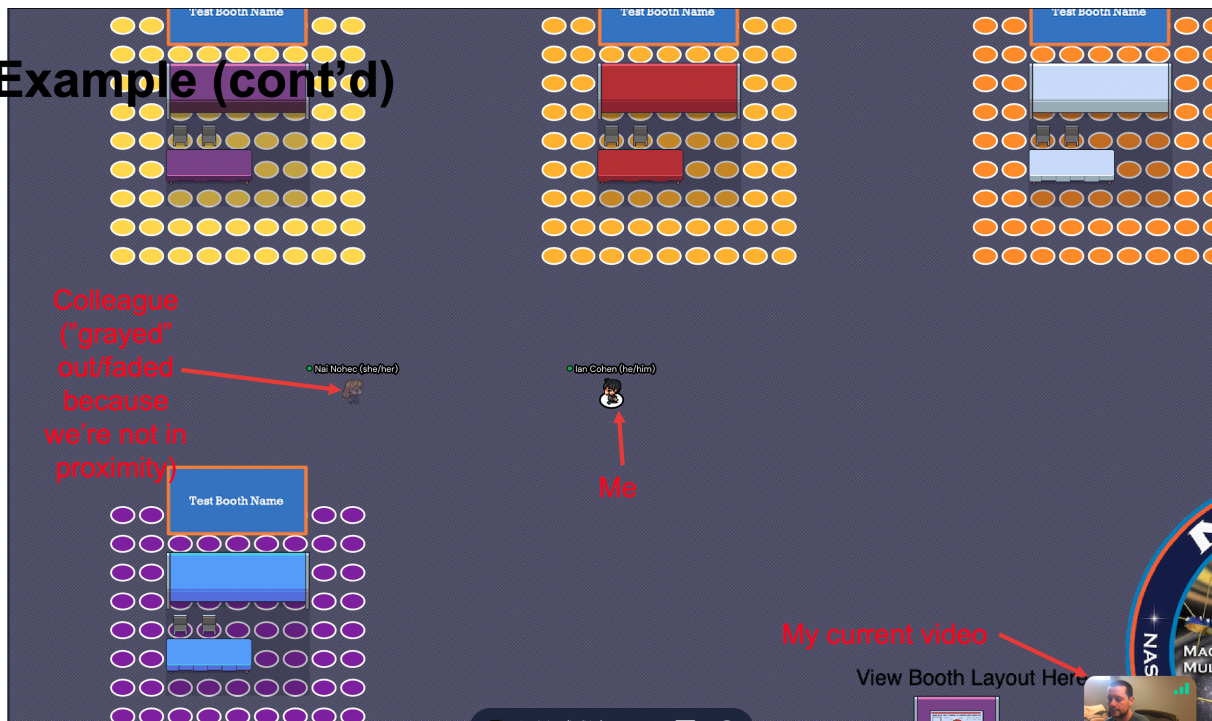 Test Booth Name
Test Booth Name
Test Booth Name
Example (cont’d)
Colleague
("grayed"
out/faded
because
we're not in
proximity)
Nai Nohec (she/her)
Ian Cohen (he/him)
Me
Test Booth Name
My current video
View Booth Layout Here
NAS
MAG
MUL